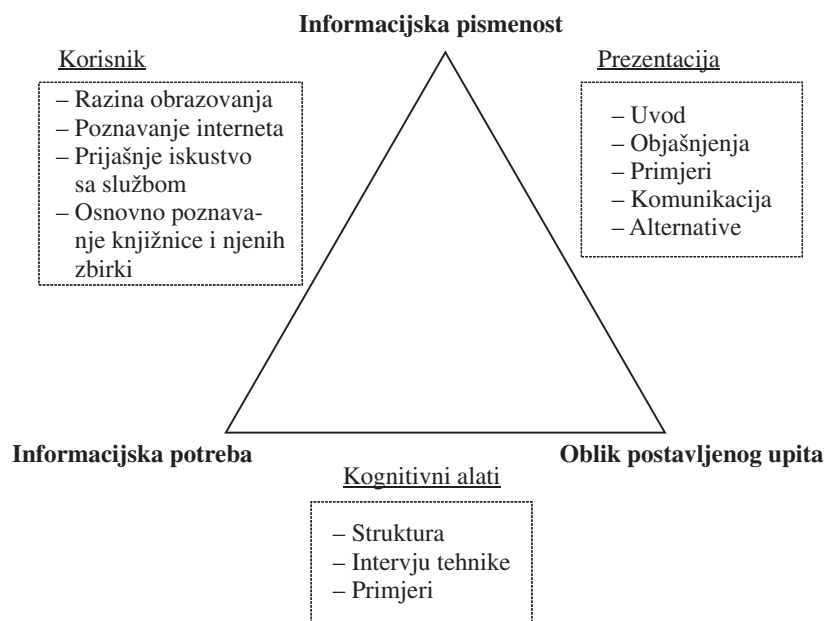 Informacijska pismenost
Korisnik
– Razina obrazovanja
– Poznavanje interneta
– Prijašnje iskustvo
sa službom
– Osnovno poznava-
nje knjižnice i njenih
zbirki
Prezentacija
– Uvod
– Objašnjenja
– Primjeri
– Komunikacija
– Alternative
Informacijska potreba
Oblik postavljenog upita
Kognitivni alati
– Struktura
– Intervju tehnike
– Primjeri